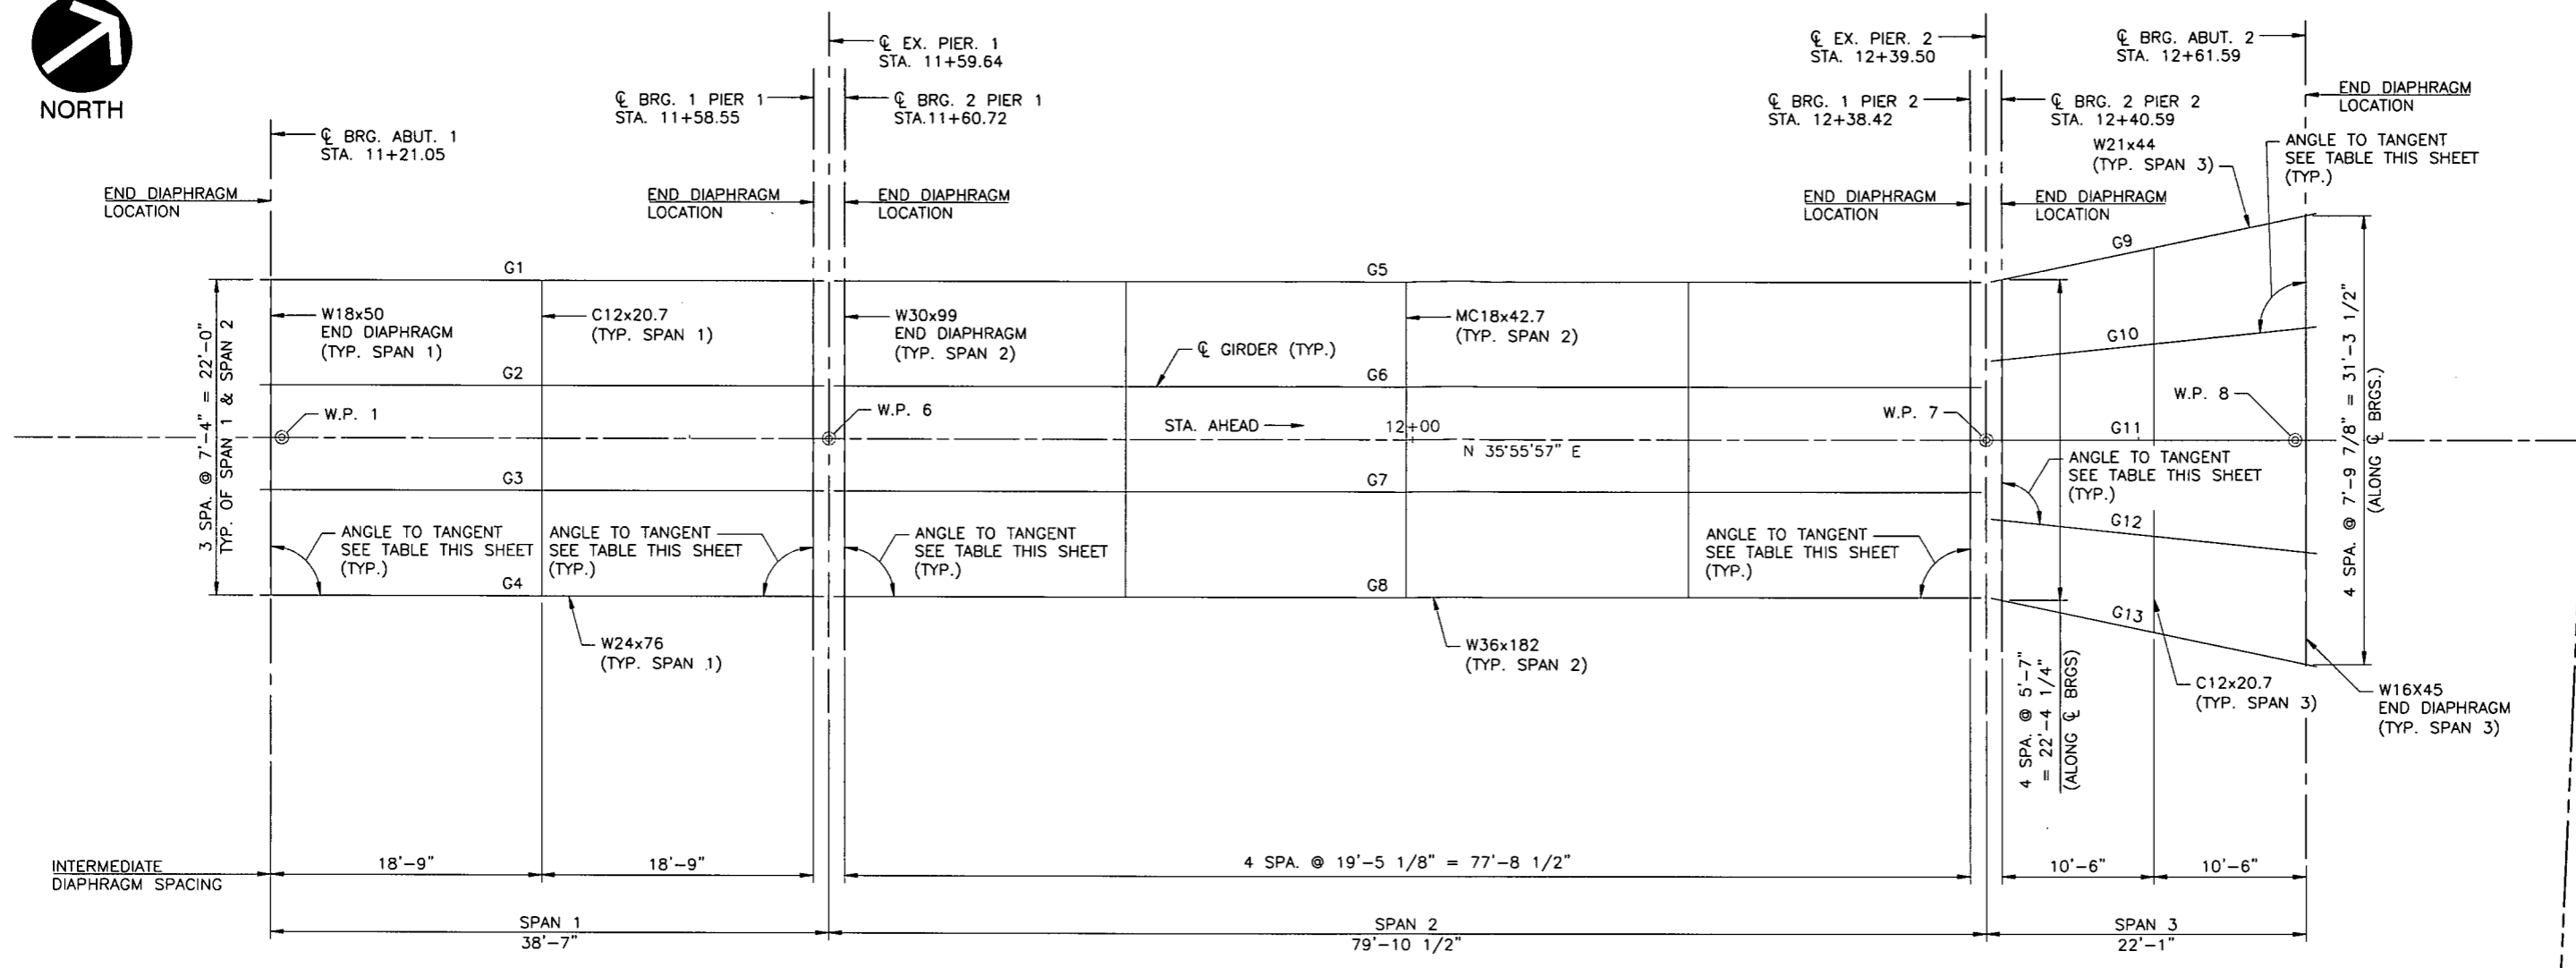 NORTH
℄ EX. PIER. 1
STA. 11+59.64
℄ EX. PIER. 2
STA. 12+39.50
℄ BRG. ABUT. 2
STA. 12+61.59
℄ BRG. 1 PIER 1
STA. 11+58.55
℄ BRG. 2 PIER 1
STA.11+60.72
℄ BRG. 1 PIER 2
STA. 12+38.42
℄ BRG. 2 PIER 2
STA. 12+40.59
END DIAPHRAGM
LOCATION
℄ BRG. ABUT. 1
STA. 11+21.05
W21x44
(TYP. SPAN 3)
ANGLE TO TANGENT
SEE TABLE THIS SHEET
(TYP.)
END DIAPHRAGM
LOCATION
END DIAPHRAGM
LOCATION
END DIAPHRAGM
LOCATION
END DIAPHRAGM
LOCATION
END DIAPHRAGM
LOCATION
G1
G5
G9
3 SPA. @ 7'-4" = 22'-0"
TYP. OF SPAN 1 & SPAN 2
W18x50
END DIAPHRAGM
(TYP. SPAN 1)
C12x20.7
(TYP. SPAN 1)
W30x99
END DIAPHRAGM
(TYP. SPAN 2)
MC18x42.7
(TYP. SPAN 2)
℄ GIRDER (TYP.)
G10
G2
G6
W.P. 1
W.P. 6
STA. AHEAD
12+00
N 35°55'57" E
W.P. 7
W.P. 8
G11
4 SPA. @ 7'-9 7/8" = 31'-3 1/2"
(ALONG ℄ BRGS.)
G3
G7
ANGLE TO TANGENT
SEE TABLE THIS SHEET
(TYP.)
G12
ANGLE TO TANGENT
SEE TABLE THIS SHEET
(TYP.)
ANGLE TO TANGENT
SEE TABLE THIS SHEET
(TYP.)
ANGLE TO TANGENT
SEE TABLE THIS SHEET
(TYP.)
ANGLE TO TANGENT
SEE TABLE THIS SHEET
(TYP.)
G4
G8
G13
W24x76
(TYP. SPAN 1)
W36x182
(TYP. SPAN 2)
4 SPA. @ 5'-7"
= 22'-4 1/4"
(ALONG ℄ BRGS)
C12x20.7
(TYP. SPAN 3)
W16X45
END DIAPHRAGM
(TYP. SPAN 3)
INTERMEDIATE
DIAPHRAGM SPACING
18'-9"
18'-9"
4 SPA. @ 19'-5 1/8" = 77'-8 1/2"
10'-6"
10'-6"
SPAN 1
38'-7"
SPAN 2
79'-10 1/2"
SPAN 3
22'-1"